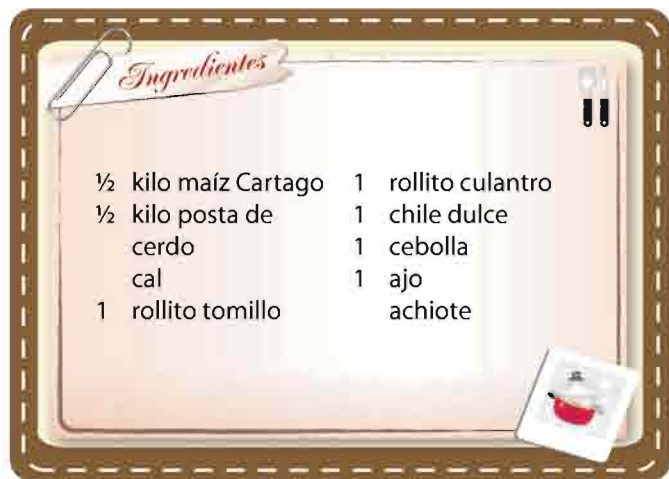 Ingredientes
½ kilo maíz Cartago
½ kilo posta de
cerdo
cal
1 rollito tomillo
1 rollito culantro
1 chile dulce
1 cebolla
1 ajo
achiote